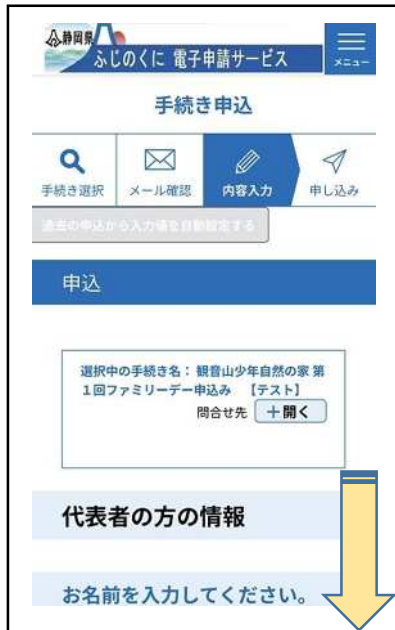 静岡県
ふじのくに 電子申請サービス
メニュー
手続き申込
手続き選択
メール確認
内容入力
申し込み
過去の申込から入力値を自動設定する
申込
選択中の手続き名： 観音山少年自然の家 第
１回ファミリーデー申込み 【テスト】
問合せ先 ＋開く
代表者の方の情報
お名前を入力してください。